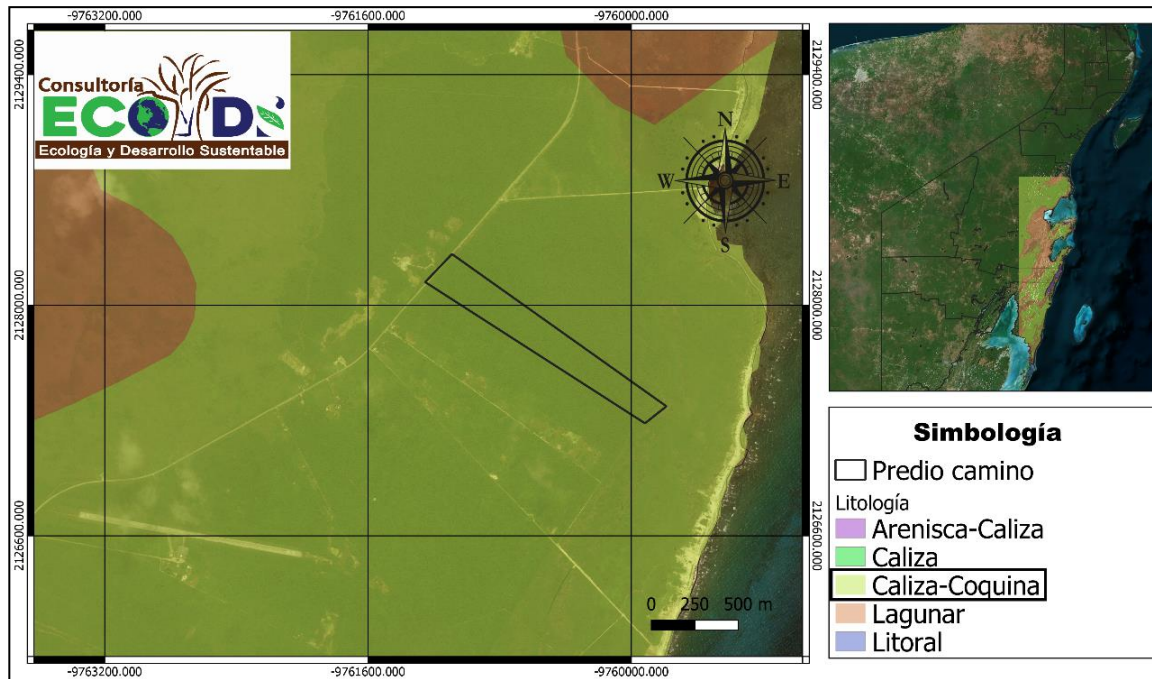 -9763200.000
-9761600.000
-9760000.000
2129400.000
2129400.000
Consultoría
ECOYDS
Ecología y Desarrollo Sustentable
N
W
E
S
2128000.000
2128000.000
2126600.000
2126600.000
0 250 500 m
-9763200.000
-9761600.000
-9760000.000
Simbología
Predio camino
Litología
Arenisca-Caliza
Caliza
Caliza-Coquina
Lagunar
Litoral